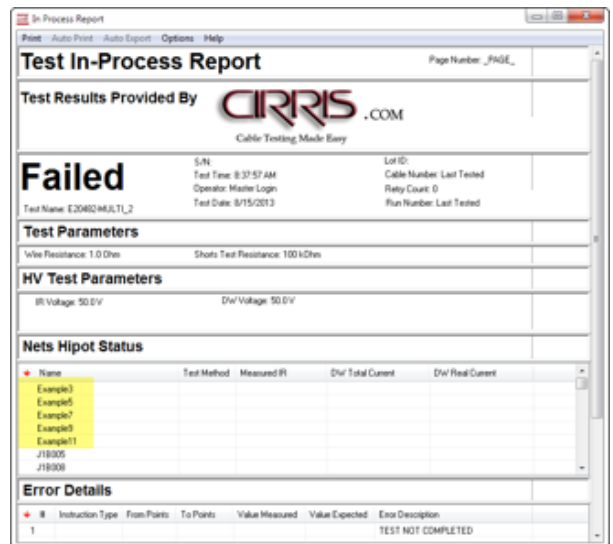 In Process Report
Print Auto Print Auto Export Options Help
Test In-Process Report
Page Number: _PAGE_
Test Results Provided By
CIRRIS .COM
Cable Testing Made Easy
Failed
Test Name: E20482-MULTI_2
S/N:
Test Time: 8:37:57 AM
Operator: Master Login
Test Date: 8/15/2013
Lot ID:
Cable Number: Last Tested
Retry Count: 0
Run Number: Last Tested
Test Parameters
Wire Resistance: 1.0 Ohm Shorts Test Resistance: 100 kOhm
HV Test Parameters
IR Voltage: 50.0 V DW Voltage: 50.0 V
Nets Hipot Status
Name Test Method Measured IR DW Total Current DW Real Current
Example3
Example5
Example7
Example9
Example11
J1B005
J1B008
Error Details
# Instruction Type From Points To Points Value Measured Value Expected Error Description
1 TEST NOT COMPLETED